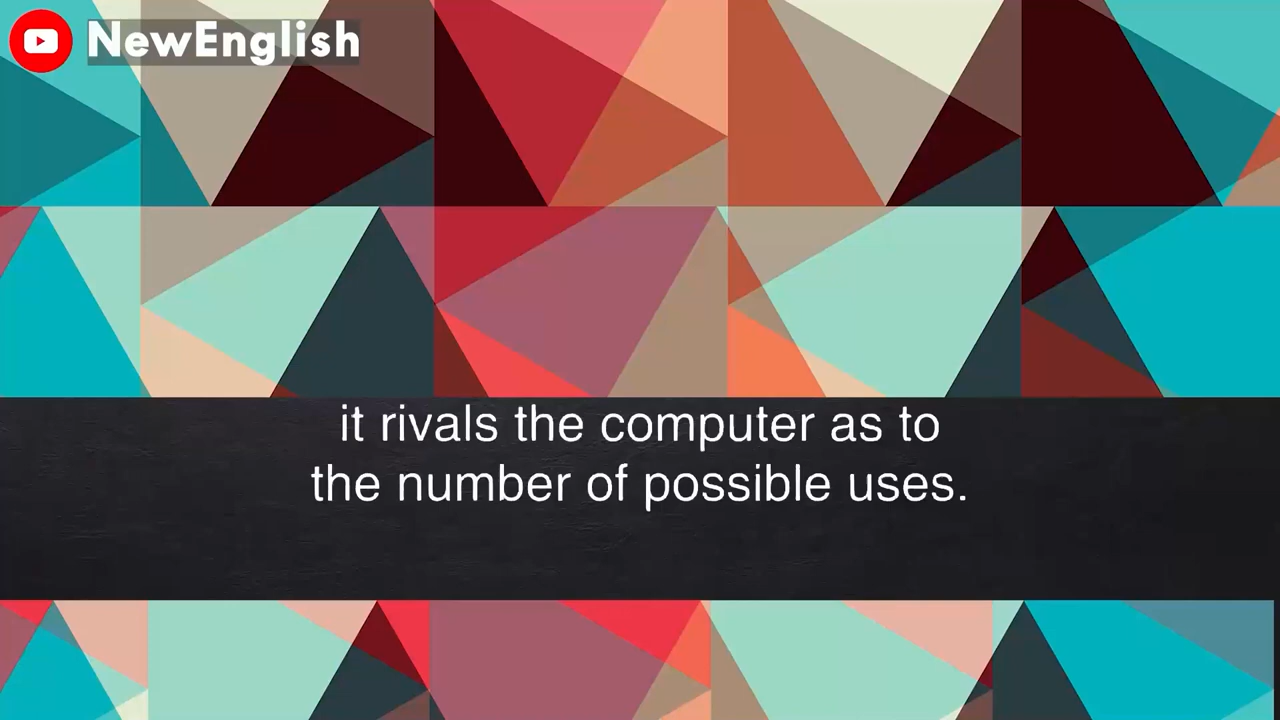 NewEnglish
it rivals the computer as to
the number of possible uses.